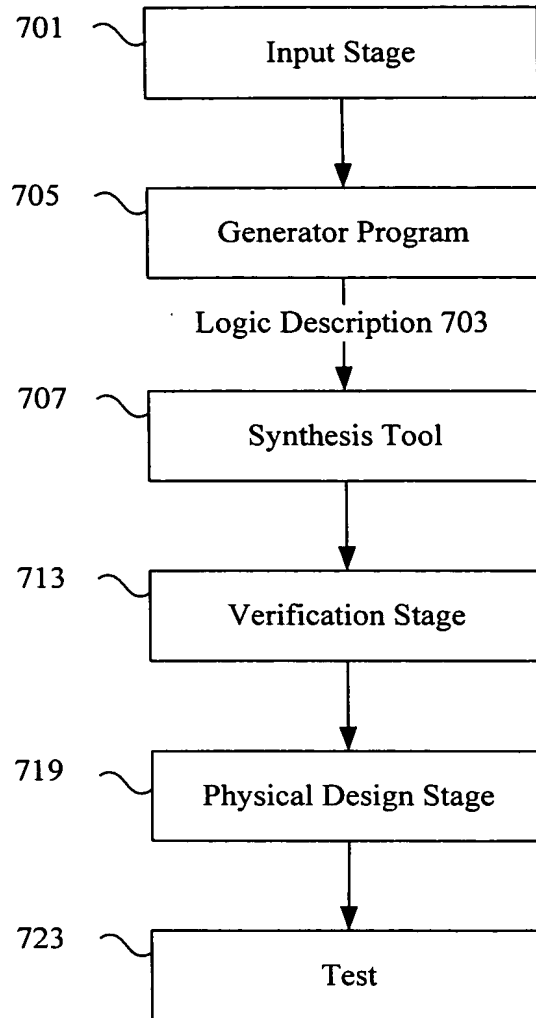 701
Input Stage
705
Generator Program
Logic Description 703
707
Synthesis Tool
713
Verification Stage
719
Physical Design Stage
723
Test